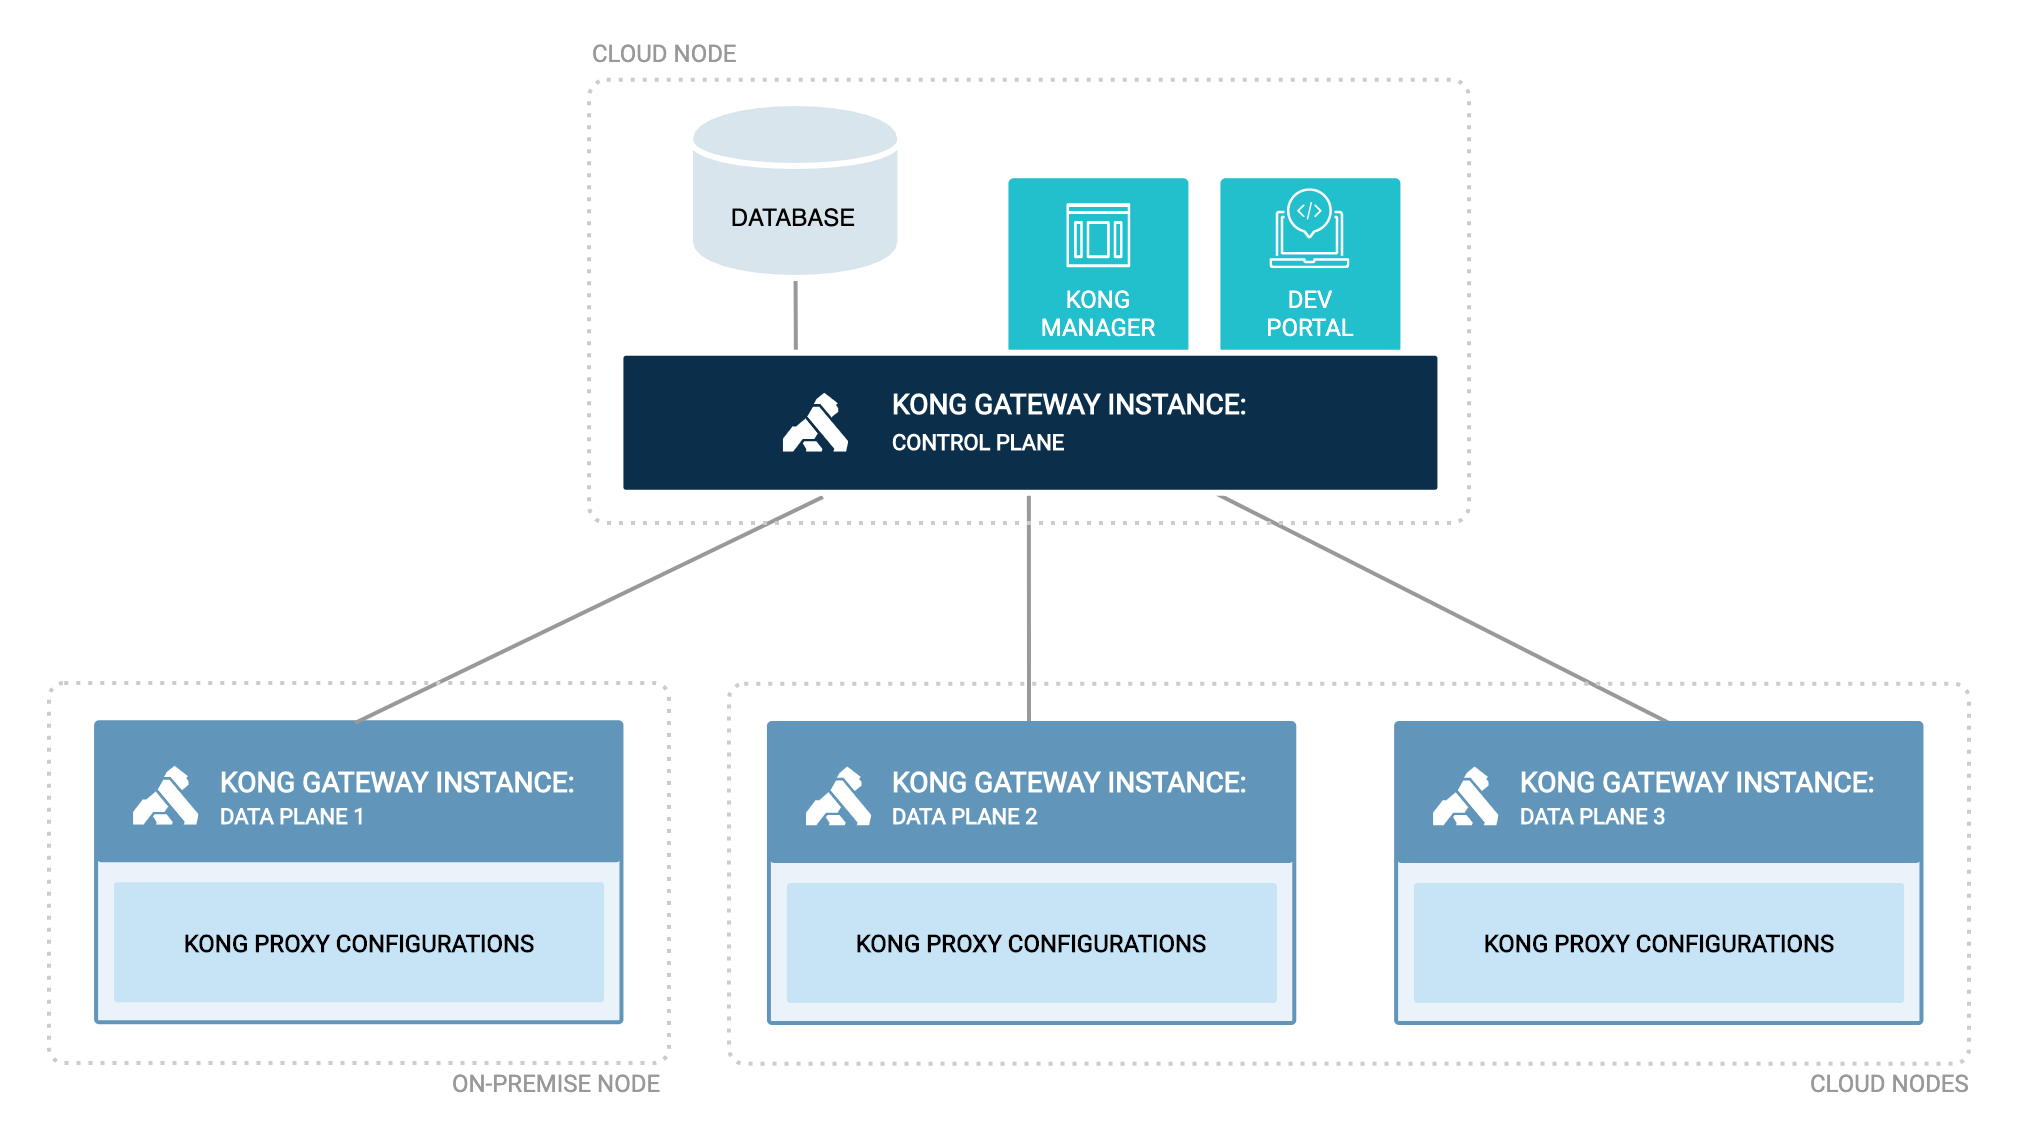 CLOUD NODE
DATABASE
KONG
MANAGER
DEV
PORTAL
KONG GATEWAY INSTANCE:
CONTROL PLANE
KONG GATEWAY INSTANCE:
DATA PLANE 1
KONG PROXY CONFIGURATIONS
ON-PREMISE NODE
KONG GATEWAY INSTANCE:
DATA PLANE 2
KONG PROXY CONFIGURATIONS
KONG GATEWAY INSTANCE:
DATA PLANE 3
KONG PROXY CONFIGURATIONS
CLOUD NODES